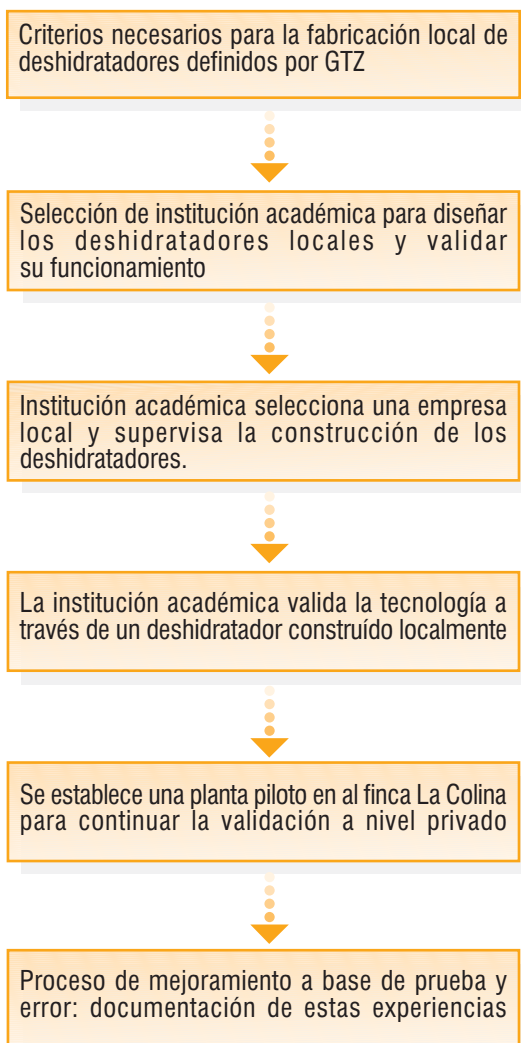 Criterios necesarios para la fabricación local de
deshidratadores definidos por GTZ
Selección de institución académica para diseñar
los deshidratadores locales y validar
su funcionamiento
Institución académica selecciona una empresa
local y supervisa la construcción de los
deshidratadores.
La institución académica valida la tecnología a
través de un deshidratador construído localmente
Se establece una planta piloto en al finca La Colina
para continuar la validación a nivel privado
Proceso de mejoramiento a base de prueba y
error: documentación de estas experiencias